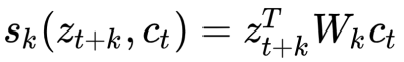 $s_k(z_{t+k}, c_t) = z_{t+k}^T W_k c_t$